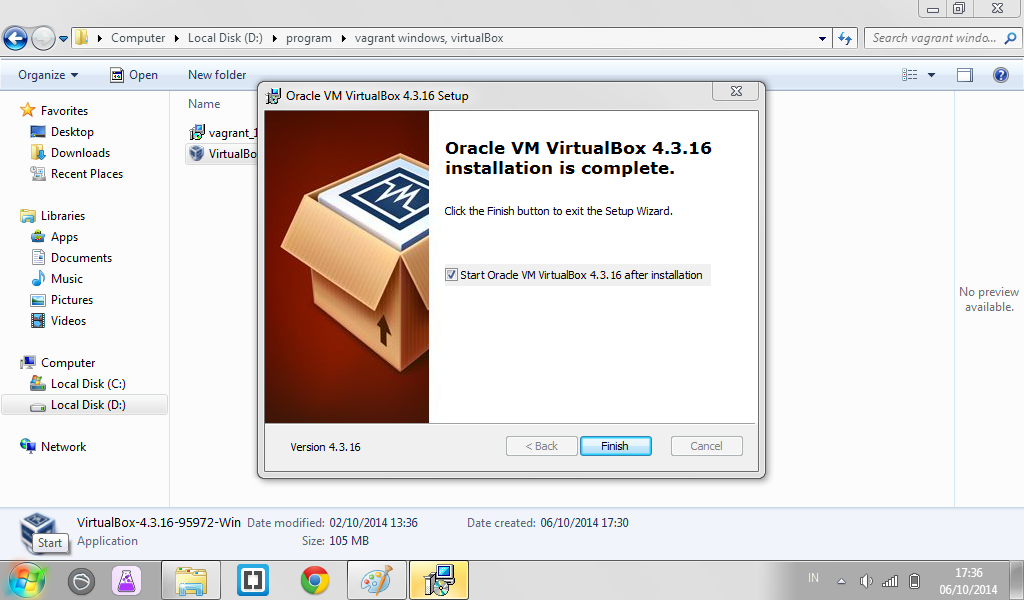 Computer Local Disk (D:) program vagrant windows, virtualBox
Search vagrant windo...
Organize Open New folder
Favorites
Desktop
Downloads
Recent Places
Libraries
Apps
Documents
Music
Pictures
Videos
Computer
Local Disk (C:)
Local Disk (D:)
Network
Name
vagrant_1
VirtualBo
Oracle VM VirtualBox 4.3.16 Setup
Oracle VM VirtualBox 4.3.16
installation is complete.
Click the Finish button to exit the Setup Wizard.
Start Oracle VM VirtualBox 4.3.16 after installation
Version 4.3.16
< Back Finish Cancel
No preview
available.
VirtualBox-4.3.16-95972-Win Date modified: 02/10/2014 13:36 Date created: 06/10/2014 17:30
Application Size: 105 MB
Start
IN
17:36
06/10/2014